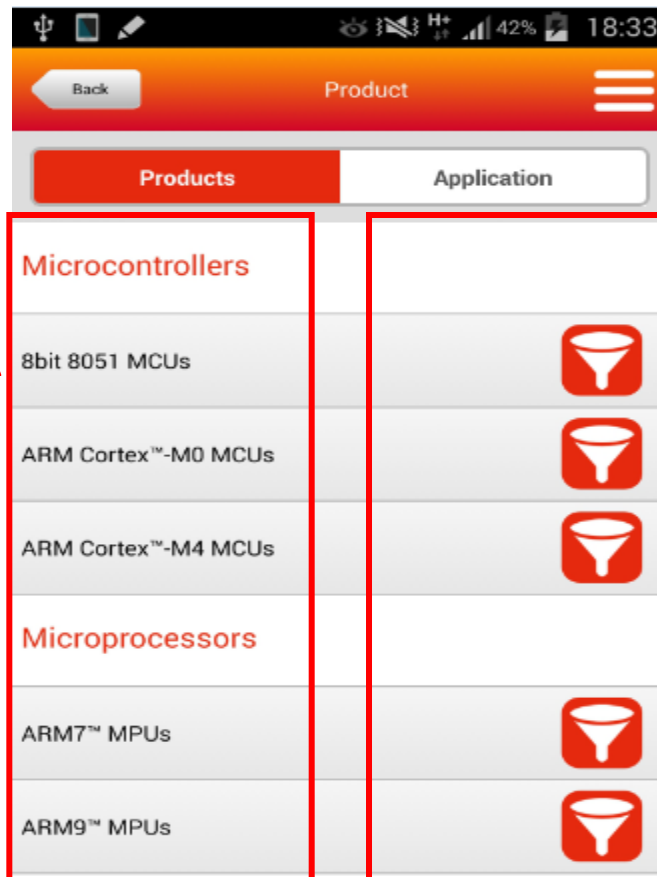 H+ 42% 18:33
Back Product
Products Application
Microcontrollers
8bit 8051 MCUs
ARM Cortex™-M0 MCUs
ARM Cortex™-M4 MCUs
Microprocessors
ARM7™ MPUs
ARM9™ MPUs